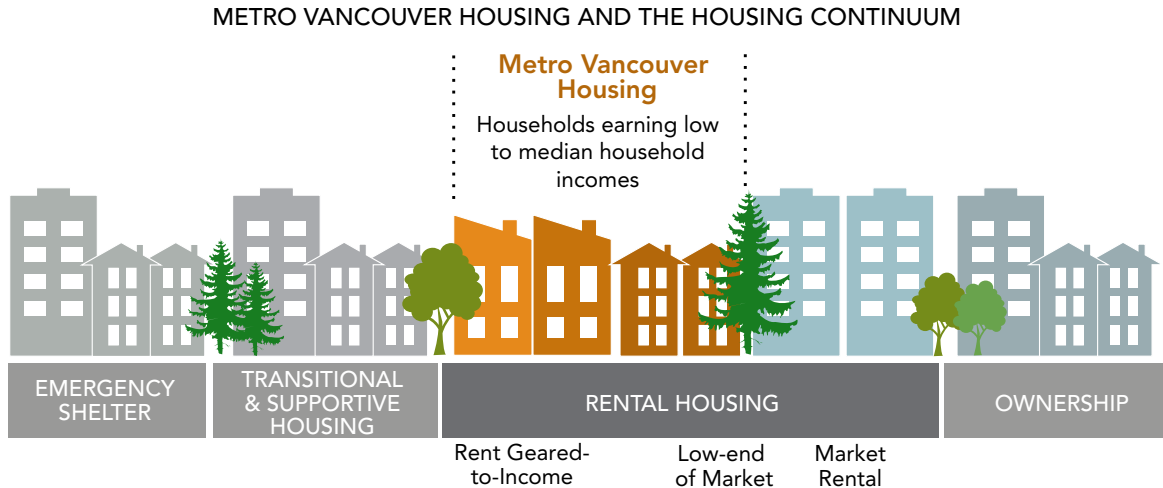 METRO VANCOUVER HOUSING AND THE HOUSING CONTINUUM
Metro Vancouver
Housing
Households earning low
to median household
incomes
EMERGENCY
SHELTER
TRANSITIONAL
& SUPPORTIVE
HOUSING
RENTAL HOUSING
OWNERSHIP
Rent Geared-
to-Income
Low-end
of Market
Market
Rental